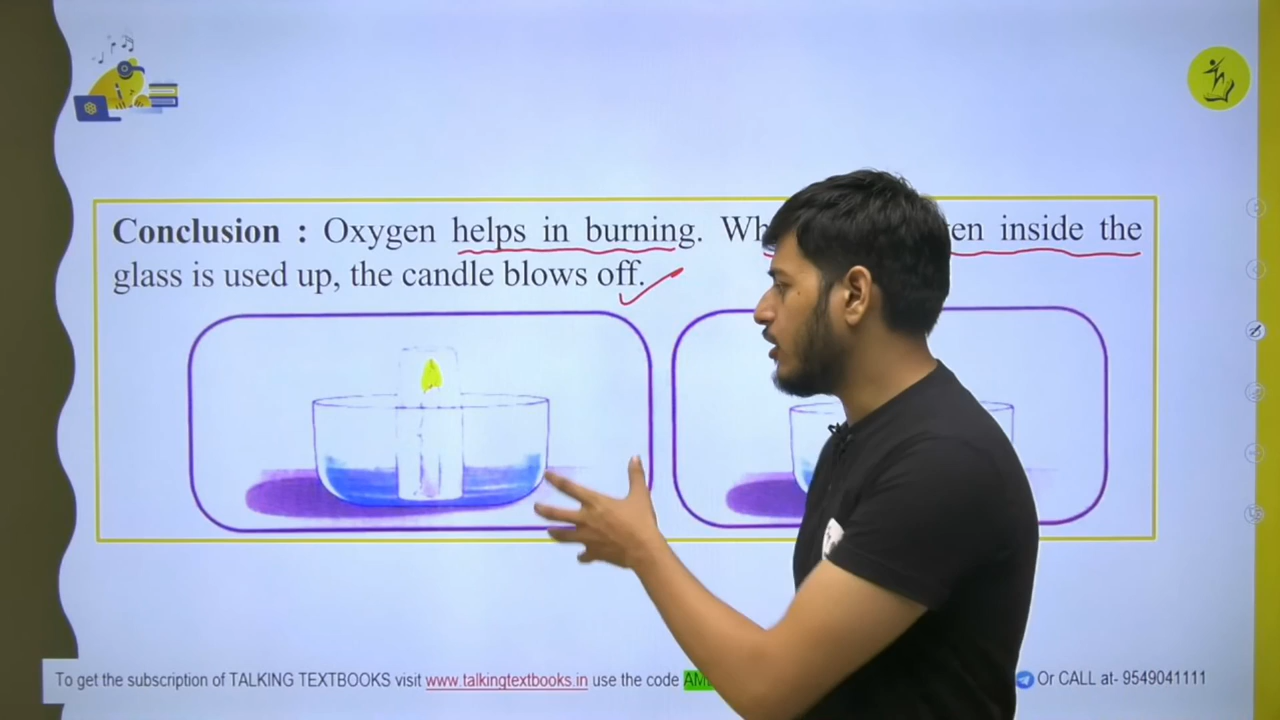 Conclusion : Oxygen helps in burning. Wh en inside the
glass is used up, the candle blows off.
To get the subscription of TALKING TEXTBOOKS visit www.talkingtextbooks.in use the code AM Or CALL at- 9549041111